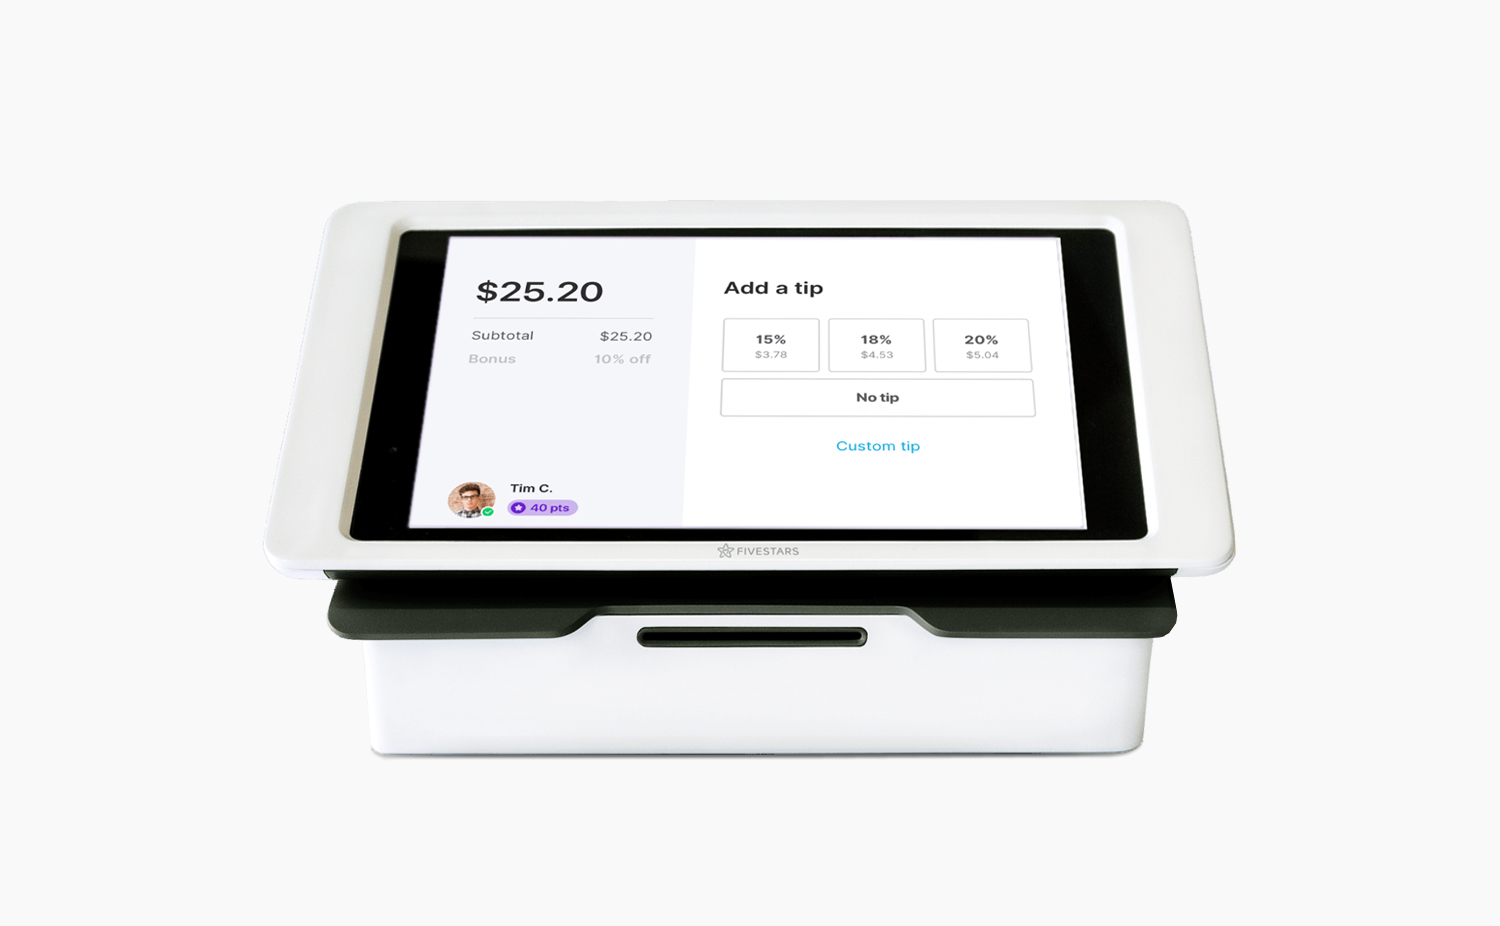 $25.20
Subtotal $25.20
Bonus 10% off
Tim C.
40 pts
Add a tip
15% 18% 20%
$3.78 $4.53 $5.04
No tip
Custom tip
FIVESTARS